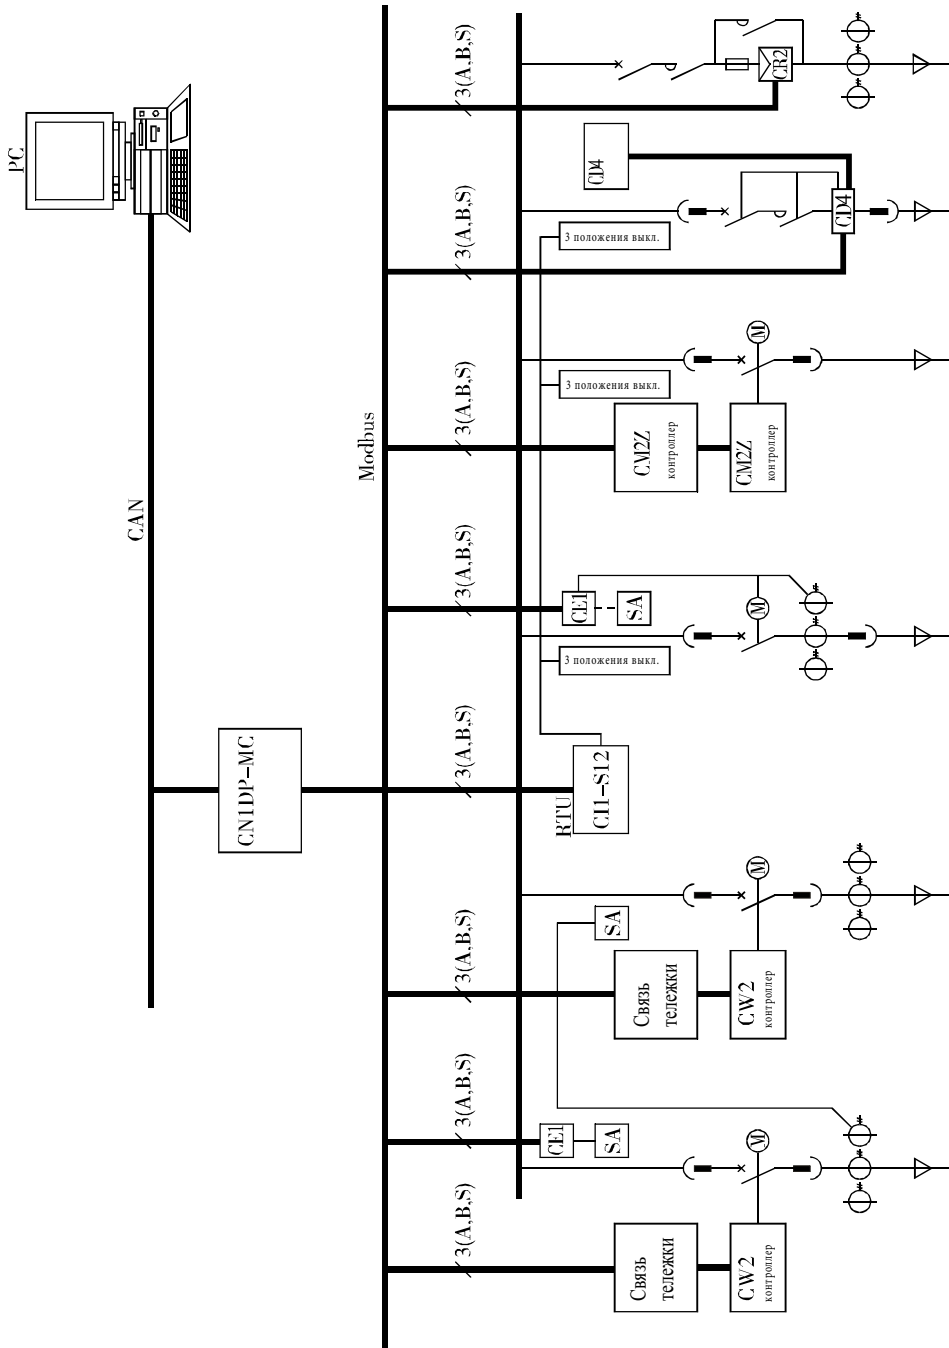 PC
CAN
CN1DP-MC
Modbus
3(A,B,S)
3(A,B,S)
3(A,B,S)
3(A,B,S)
3(A,B,S)
3(A,B,S)
3(A,B,S)
3(A,B,S)
Связь
тележки
CW2
контроллер
M
CE1
SA
Связь
тележки
CW2
контроллер
M
SA
RTU
CI1-S12
3 положения выкл.
CE1
SA
M
3 положения выкл.
CM2Z
контроллер
CM2Z
контроллер
M
3 положения выкл.
CD4
CD4
CR2